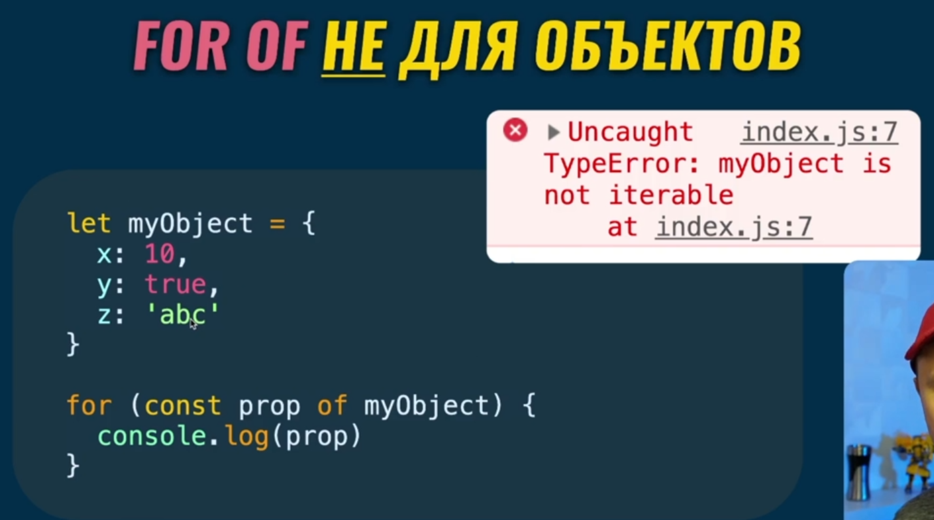 FOR OF НЕ ДЛЯ ОБЪЕКТОВ
Uncaught index.js:7
TypeError: myObject is
not iterable
at index.js:7
let myObject = {
x: 10,
y: true,
z: 'abc'
}
for (const prop of myObject) {
console.log(prop)
}